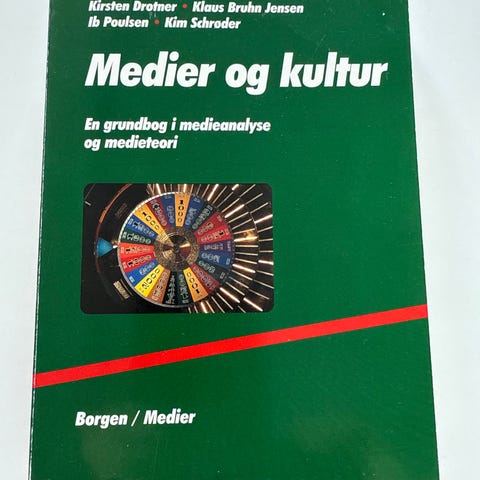 Kirsten Drotner • Klaus Bruhn Jensen
Ib Poulsen • Kim Schrøder
Medier og kultur
En grundbog i medieanalyse
og medieteori
1000
Borgen / Medier